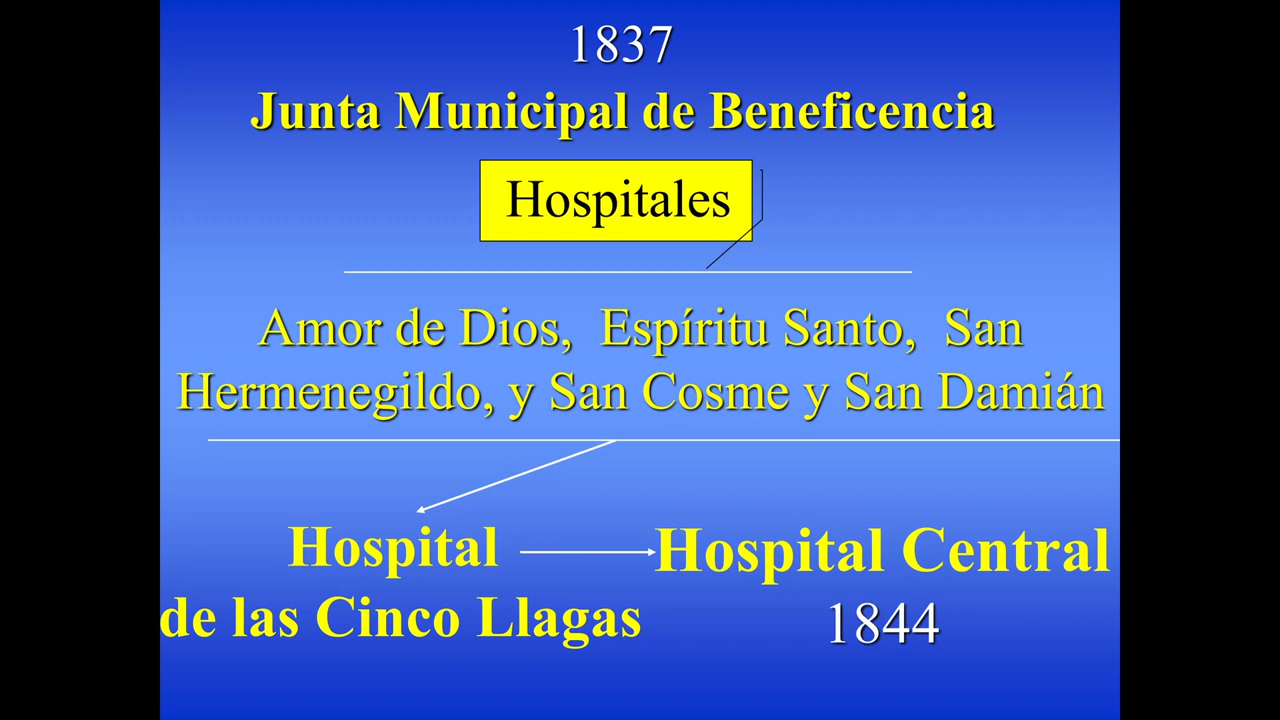 1837
Junta Municipal de Beneficencia
Hospitales
Amor de Dios, Espíritu Santo, San
Hermenegildo, y San Cosme y San Damián
Hospital
de las Cinco Llagas
Hospital Central
1844